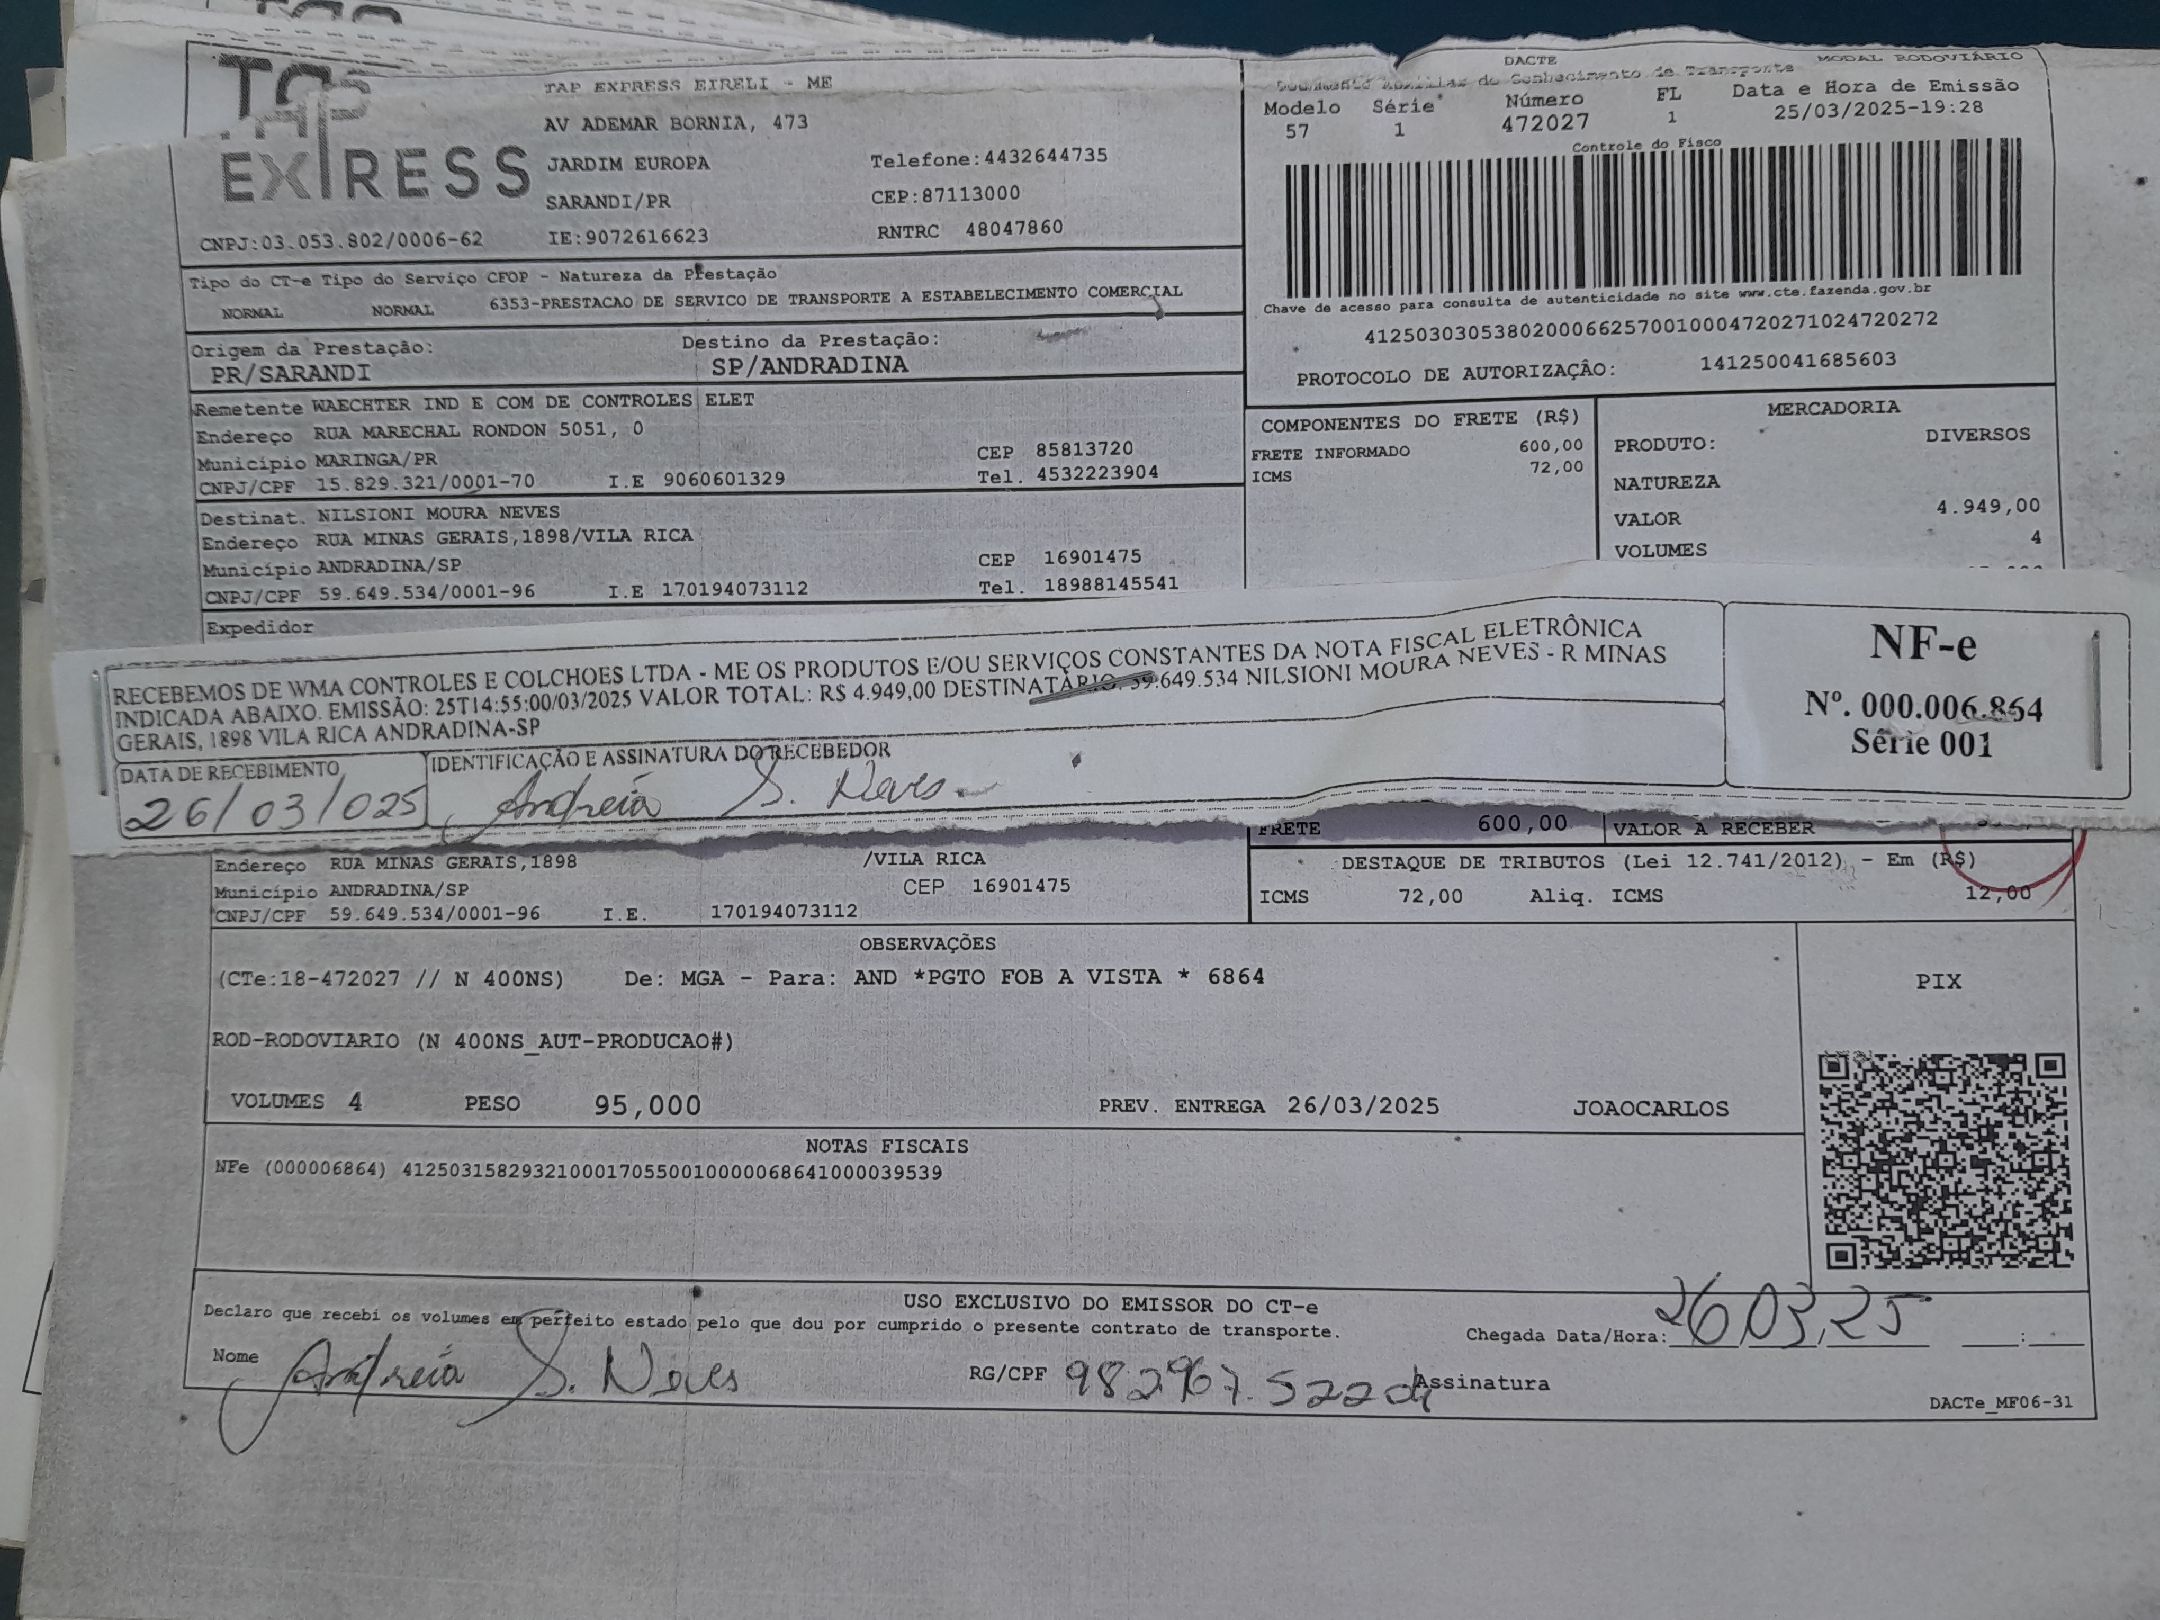 TAP EXPRESS
TAP EXPRESS EIRELI - ME
AV ADEMAR BORNIA, 473
JARDIM EUROPA
Telefone:4432644735
SARANDI/PR
CEP:87113000
CNPJ:03.053.802/0006-62
IE:9072616623
RNTRC 48047860
DACTE
Documento Auxiliar do Conhecimento de Transporte
MODAL RODOVIÁRIO
Modelo Série Número FL Data e Hora de Emissão
57 1 472027 1 25/03/2025-19:28
Controle do Fisco
Chave de acesso para consulta de autenticidade no site www.cte.fazenda.gov.br
41250303053802000662570010004720271024720272
PROTOCOLO DE AUTORIZAÇÂO: 141250041685603
Tipo do CT-e Tipo do Serviço CFOP - Natureza da Prestação
NORMAL NORMAL 6353-PRESTACAO DE SERVICO DE TRANSPORTE A ESTABELECIMENTO COMERCIAL
Origem da Prestação: Destino da Prestação:
PR/SARANDI SP/ANDRADINA
Remetente WAECHTER IND E COM DE CONTROLES ELET
Endereço RUA MARECHAL RONDON 5051, 0
Município MARINGA/PR CEP 85813720
CNPJ/CPF 15.829.321/0001-70 I.E 9060601329 Tel. 4532223904
Destinat. NILSIONI MOURA NEVES
Endereço RUA MINAS GERAIS,1898/VILA RICA
Município ANDRADINA/SP CEP 16901475
CNPJ/CPF 59.649.534/0001-96 I.E 170194073112 Tel. 18988145541
Expedidor
COMPONENTES DO FRETE (R$)
FRETE INFORMADO 600,00
ICMS 72,00
MERCADORIA
PRODUTO: DIVERSOS
NATUREZA
VALOR 4.949,00
VOLUMES 4
RECEBEMOS DE WMA CONTROLES E COLCHOES LTDA - ME OS PRODUTOS E/OU SERVIÇOS CONSTANTES DA NOTA FISCAL ELETRÔNICA
INDICADA ABAIXO. EMISSÃO: 25T14:55:00/03/2025 VALOR TOTAL: R$ 4.949,00 DESTINATÁRIO: 59.649.534 NILSIONI MOURA NEVES - R MINAS
GERAIS, 1898 VILA RICA ANDRADINA-SP
DATA DE RECEBIMENTO
IDENTIFICAÇÃO E ASSINATURA DO RECEBEDOR
26/03/025 Andreia S. Neves
NF-e
Nº. 000.006.864
Série 001
FRETE 600,00 VALOR A RECEBER
Endereço RUA MINAS GERAIS,1898 /VILA RICA
Município ANDRADINA/SP CEP 16901475
CNPJ/CPF 59.649.534/0001-96 I.E. 170194073112
DESTAQUE DE TRIBUTOS (Lei 12.741/2012) - Em (R$)
ICMS 72,00 Aliq. ICMS 12,00
OBSERVAÇÕES
(CTe:18-472027 // N 400NS) De: MGA - Para: AND *PGTO FOB A VISTA * 6864
ROD-RODOVIARIO (N 400NS_AUT-PRODUCAO#)
VOLUMES 4 PESO 95,000 PREV. ENTREGA 26/03/2025 JOAOCARLOS
PIX
NOTAS FISCAIS
NFe (000006864) 41250315829321000170550010000068641000039539
USO EXCLUSIVO DO EMISSOR DO CT-e
Declaro que recebi os volumes em perfeito estado pelo que dou por cumprido o presente contrato de transporte.
Chegada Data/Hora: 26 03 25 :
Nome Andreia S. Neves RG/CPF Assinatura
DACTe_MF06-31